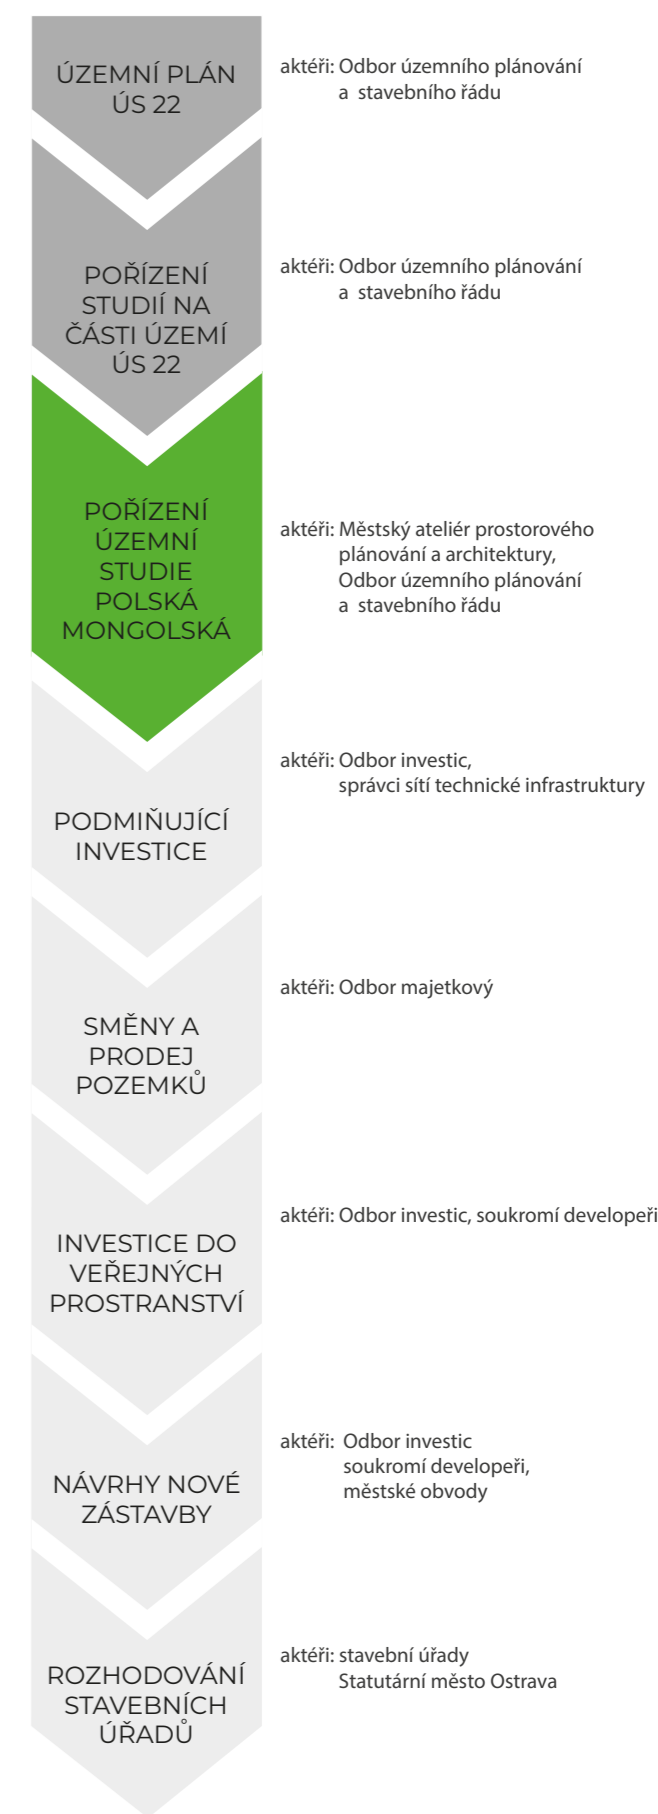 ÚZEMNÍ PLÁN
ÚS 22
aktéři: Odbor územního plánování
a stavebního řádu
POŘÍZENÍ
STUDIÍ NA
ČÁSTI ÚZEMÍ
ÚS 22
aktéři: Odbor územního plánování
a stavebního řádu
POŘÍZENÍ
ÚZEMNÍ
STUDIE
POLSKÁ
MONGOLSKÁ
aktéři: Městský ateliér prostorového
plánování a architektury,
Odbor územního plánování
a stavebního řádu
PODMIŇUJÍCÍ
INVESTICE
aktéři: Odbor investic,
správci sítí technické infrastruktury
SMĚNY A
PRODEJ
POZEMKŮ
aktéři: Odbor majetkový
INVESTICE DO
VEŘEJNÝCH
PROSTRANSTVÍ
aktéři: Odbor investic, soukromí developeři
NÁVRHY NOVÉ
ZÁSTAVBY
aktéři: Odbor investic
soukromí developeři,
městské obvody
ROZHODOVÁNÍ
STAVEBNÍCH
ÚŘADŮ
aktéři: stavební úřady
Statutární město Ostrava